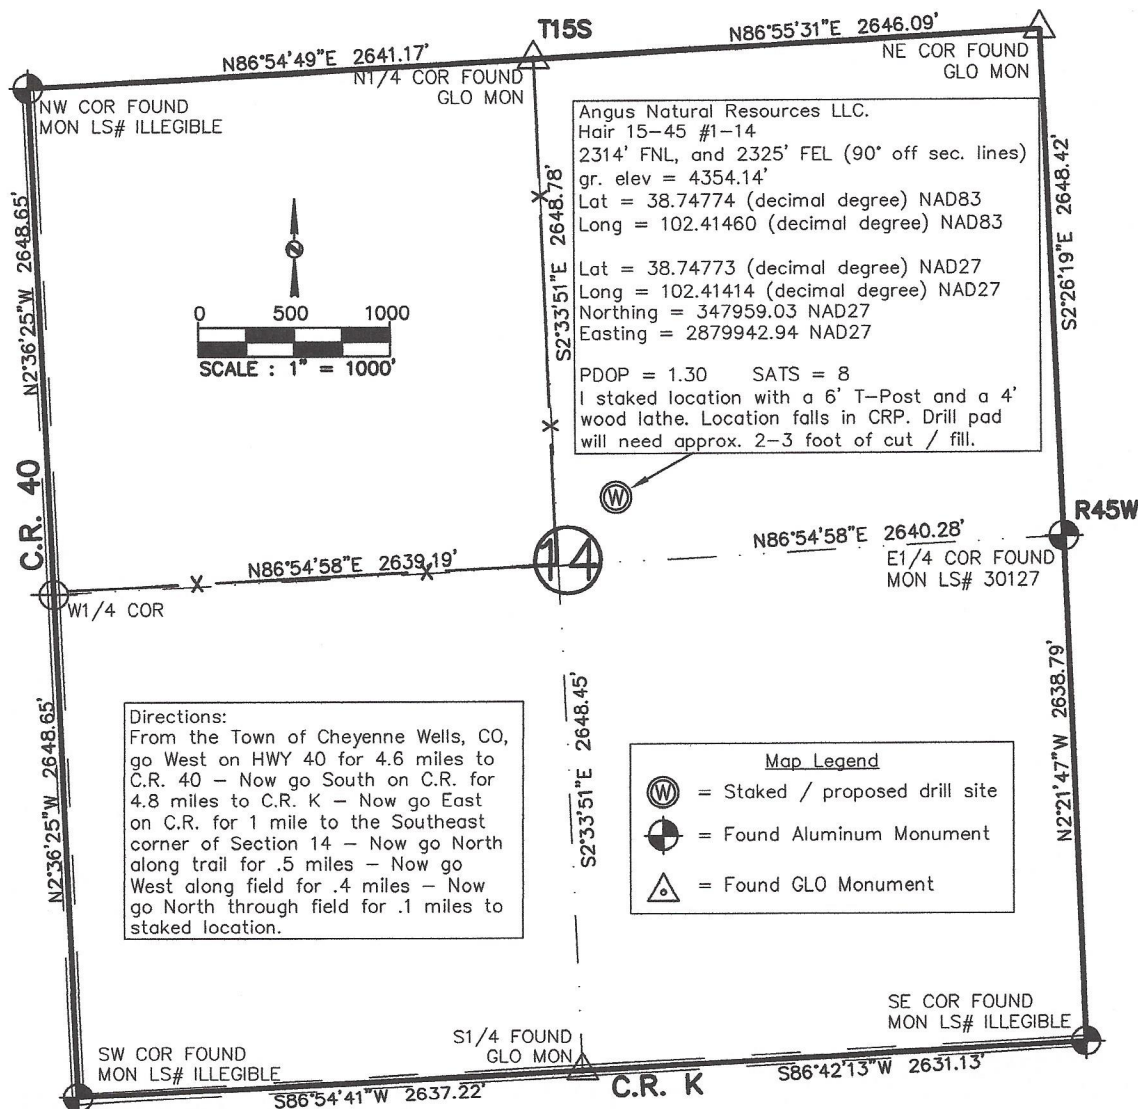 T15S
N86°54'49"E 2641.17'
N86°55'31"E 2646.09'
NW COR FOUND
MON LS# ILLEGIBLE
N1/4 COR FOUND
GLO MON
NE COR FOUND
GLO MON
Angus Natural Resources LLC.
Hair 15-45 #1-14
2314' FNL, and 2325' FEL (90° off sec. lines)
gr. elev = 4354.14'
Lat = 38.74774 (decimal degree) NAD83
Long = 102.41460 (decimal degree) NAD83
Lat = 38.74773 (decimal degree) NAD27
Long = 102.41414 (decimal degree) NAD27
Northing = 347959.03 NAD27
Easting = 2879942.94 NAD27
PDOP = 1.30 SATS = 8
I staked location with a 6' T-Post and a 4'
wood lathe. Location falls in CRP. Drill pad
will need approx. 2-3 foot of cut / fill.
N2°36'25"W 2648.65'
S2°33'51"E 2648.78'
S2°26'19"E 2648.42'
N
0 500 1000
SCALE : 1" = 1000'
C.R. 40
W
R45W
14
N86°54'58"E 2639.19'
N86°54'58"E 2640.28'
W1/4 COR
E1/4 COR FOUND
MON LS# 30127
N2°36'25"W 2648.65'
S2°33'51"E 2648.45'
N2°21'47"W 2638.79'
Directions:
From the Town of Cheyenne Wells, CO,
go West on HWY 40 for 4.6 miles to
C.R. 40 - Now go South on C.R. for
4.8 miles to C.R. K - Now go East
on C.R. for 1 mile to the Southeast
corner of Section 14 - Now go North
along trail for .5 miles - Now go
West along field for .4 miles - Now
go North through field for .1 miles to
staked location.
Map Legend
W = Staked / proposed drill site
= Found Aluminum Monument
= Found GLO Monument
SW COR FOUND
MON LS# ILLEGIBLE
S1/4 FOUND
GLO MON
SE COR FOUND
MON LS# ILLEGIBLE
S86°54'41"W 2637.22'
C.R. K
S86°42'13"W 2631.13'